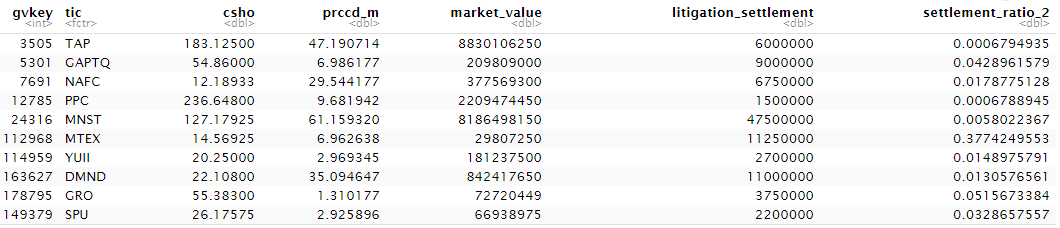 gvkey tic csho prccd_m market_value litigation_settlement settlement_ratio_2
<int> <fctr> <dbl> <dbl> <dbl> <dbl> <dbl>
3505 TAP 183.12500 47.190714 8830106250 6000000 0.0006794935
5301 GAPTQ 54.86000 6.986177 209809000 9000000 0.0428961579
7691 NAFC 12.18933 29.544177 377569300 6750000 0.0178775128
12785 PPC 236.64800 9.681942 2209474450 1500000 0.0006788945
24316 MNST 127.17925 61.159320 8186498150 47500000 0.0058022367
112968 MTEX 14.56925 6.962638 29807250 11250000 0.3774249553
114959 YUII 20.25000 2.969345 181237500 2700000 0.0148975791
163627 DMND 22.10800 35.094647 842417650 11000000 0.0130576561
178795 GRO 55.38300 1.310177 72720449 3750000 0.0515673384
149379 SPU 26.17575 2.925896 66938975 2200000 0.0328657557